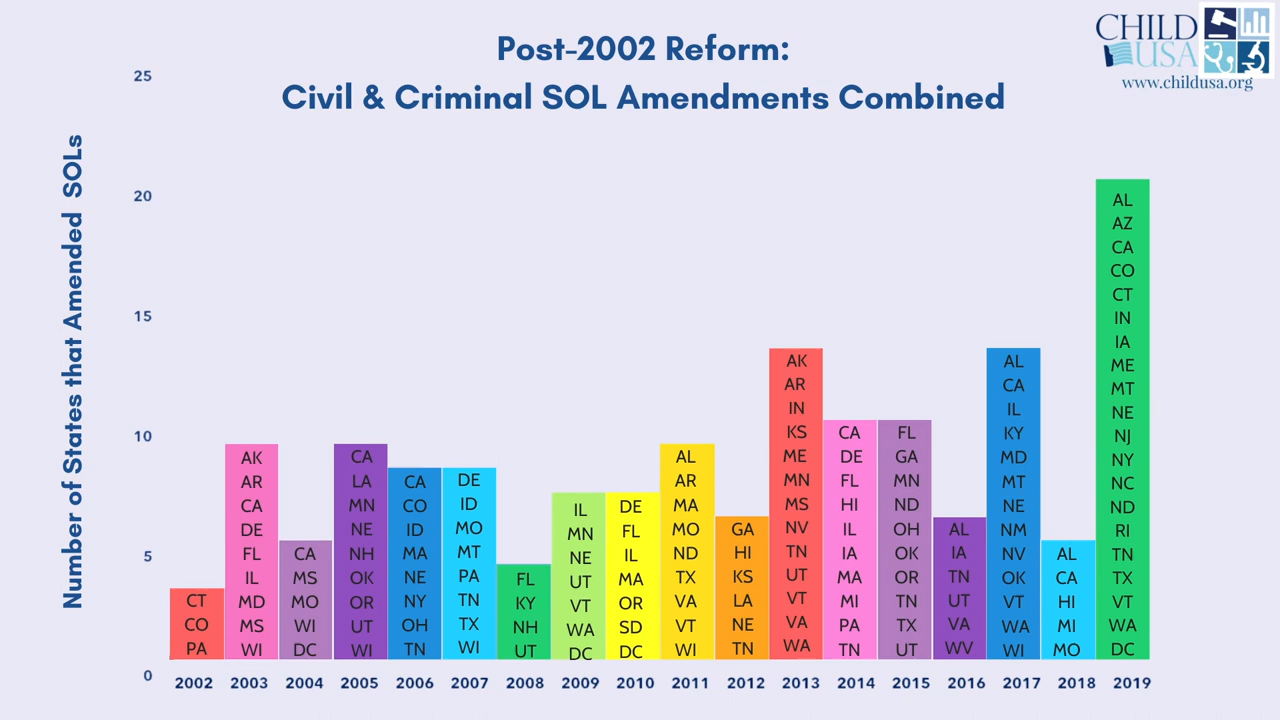 Post-2002 Reform:
Civil & Criminal SOL Amendments Combined
CHILD
USA
www.childusa.org
Number of States that Amended SOLs
25
20
15
10
5
0
CT
CO
PA
AK
AR
CA
DE
FL
IL
MD
MS
WI
CA
MS
MO
WI
DC
CA
LA
MN
NE
NH
OK
OR
UT
WI
CA
CO
ID
MA
NE
NY
OH
TN
DE
ID
MO
MT
PA
TN
TX
WI
FL
KY
NH
UT
IL
MN
NE
UT
VT
WA
DC
DE
FL
IL
MA
OR
SD
DC
AL
AR
MA
MO
ND
TX
VA
VT
WI
GA
HI
KS
LA
NE
TN
AK
AR
IN
KS
ME
MN
MS
NV
TN
UT
VT
VA
WA
CA
DE
FL
HI
IL
IA
MA
MI
PA
TN
FL
GA
MN
ND
OH
OK
OR
TN
TX
UT
AL
IA
TN
UT
VA
WV
AL
CA
IL
KY
MD
MT
NE
NM
NV
OK
VT
WA
WI
AL
CA
HI
MI
MO
AL
AZ
CA
CO
CT
IN
IA
ME
MT
NE
NJ
NY
NC
ND
RI
TN
TX
VT
WA
DC
2002 2003 2004 2005 2006 2007 2008 2009 2010 2011 2012 2013 2014 2015 2016 2017 2018 2019